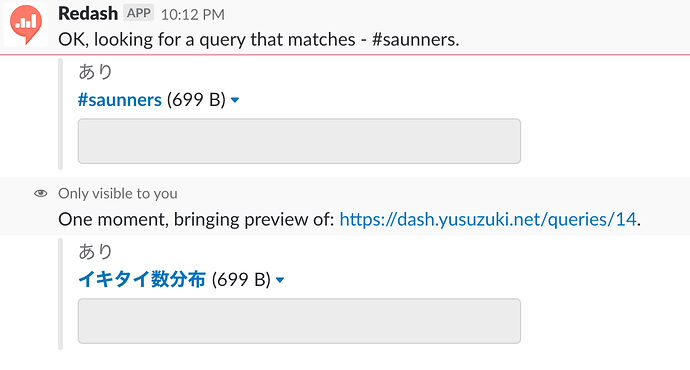 Redash APP 10:12 PM
OK, looking for a query that matches - #saunners.
あり
#saunners (699 B)
Only visible to you
One moment, bringing preview of: https://dash.yusuzuki.net/queries/14.
あり
イキタイ数分布 (699 B)